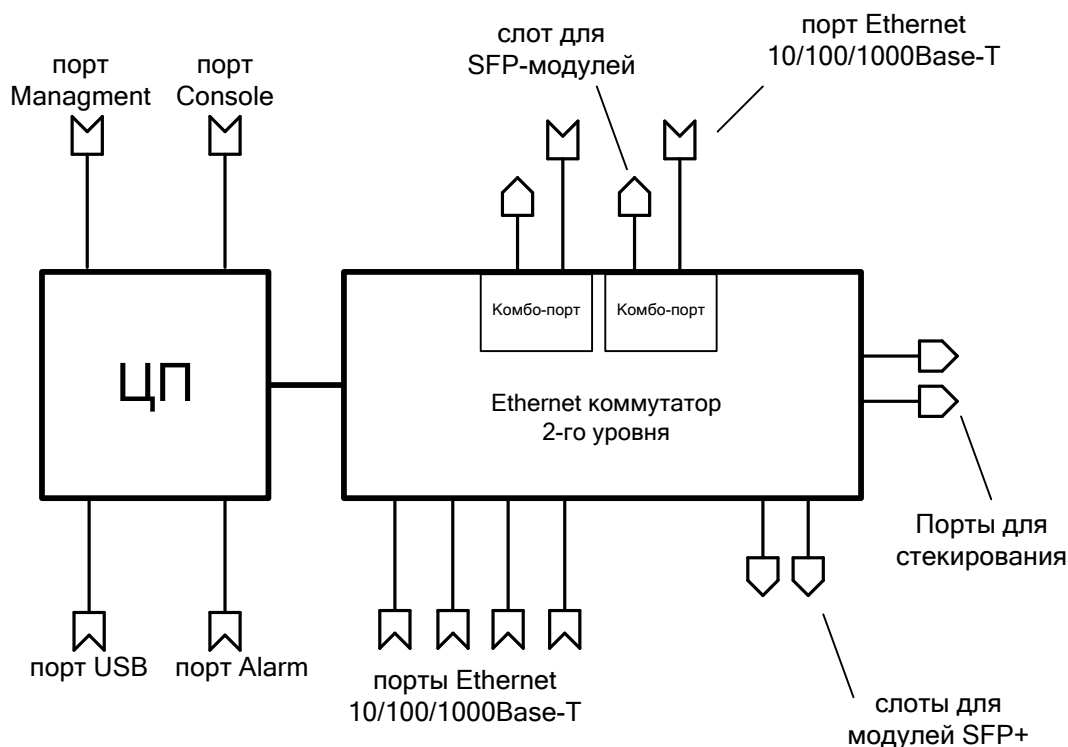 слот для
SFP-модулей
порт Ethernet
10/100/1000Base-T
порт
Managment
порт
Console
Комбо-порт
Комбо-порт
ЦП
Ethernet коммутатор
2-го уровня
Порты для
стекирования
порт USB
порт Alarm
порты Ethernet
10/100/1000Base-T
слоты для
модулей SFP+